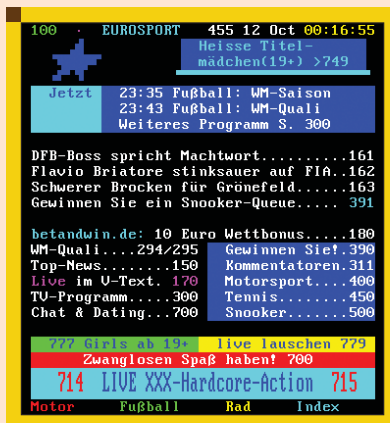 100 · EUROSPORT 455 12 Oct 00:16:55
Heisse Titel-
mädchen(19+) >749
Jetzt 23:35 Fußball: WM-Saison
23:43 Fußball: WM-Quali
Weiteres Programm S. 300
DFB-Boss spricht Machtwort..........161
Flavio Briatore stinksauer auf FIA..162
Schwerer Brocken für Grönefeld......163
Gewinnen Sie ein Snooker-Queue..... 391
betandwin.de: 10 Euro Wettbonus.....180
WM-Quali....294/295 Gewinnen Sie! 390
Top-News........150 Kommentatoren.311
Live im V-Text. 170 Motorsport....400
TV-Programm.....300 Tennis........450
Chat & Dating...700 Snooker.......500
777 Girls ab 19+ live lauschen 779
Zwanglosen Spaß haben! 700
714 LIVE XXX-Hardcore-Action 715
Motor Fußball Rad Index